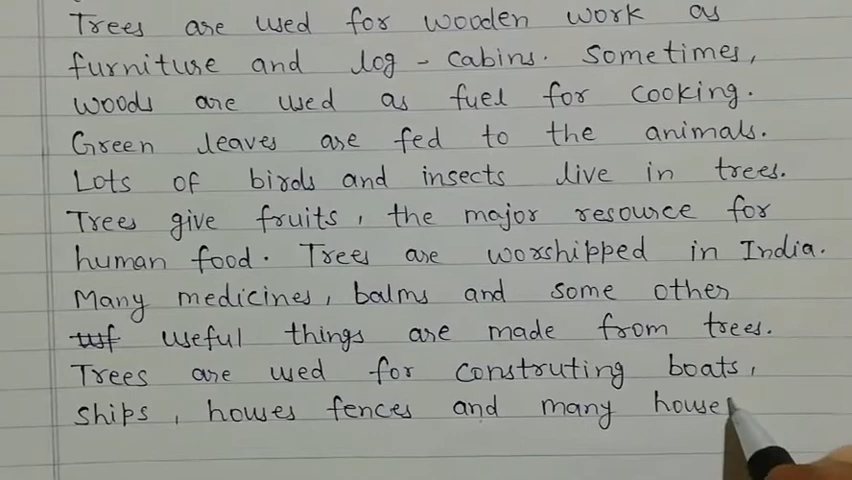 Trees are used for wooden work as
furniture and log - cabins. Sometimes,
woods are used as fuel for cooking.
Green leaves are fed to the animals.
Lots of birds and insects live in trees.
Trees give fruits, the major resource for
human food. Trees are worshipped in India.
Many medicines, balms and some other
useful things are made from trees.
Trees are used for construting boats,
ships, houses fences and many house